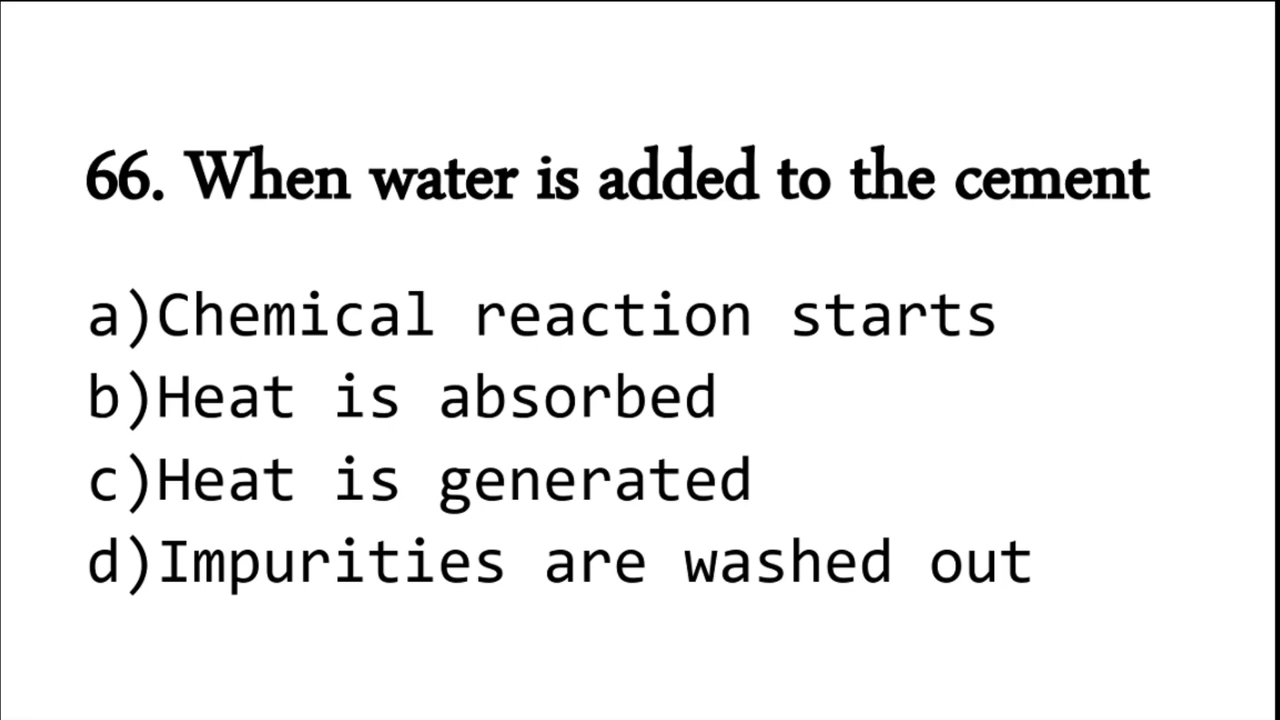 66. When water is added to the cement
a)Chemical reaction starts
b)Heat is absorbed
c)Heat is generated
d)Impurities are washed out